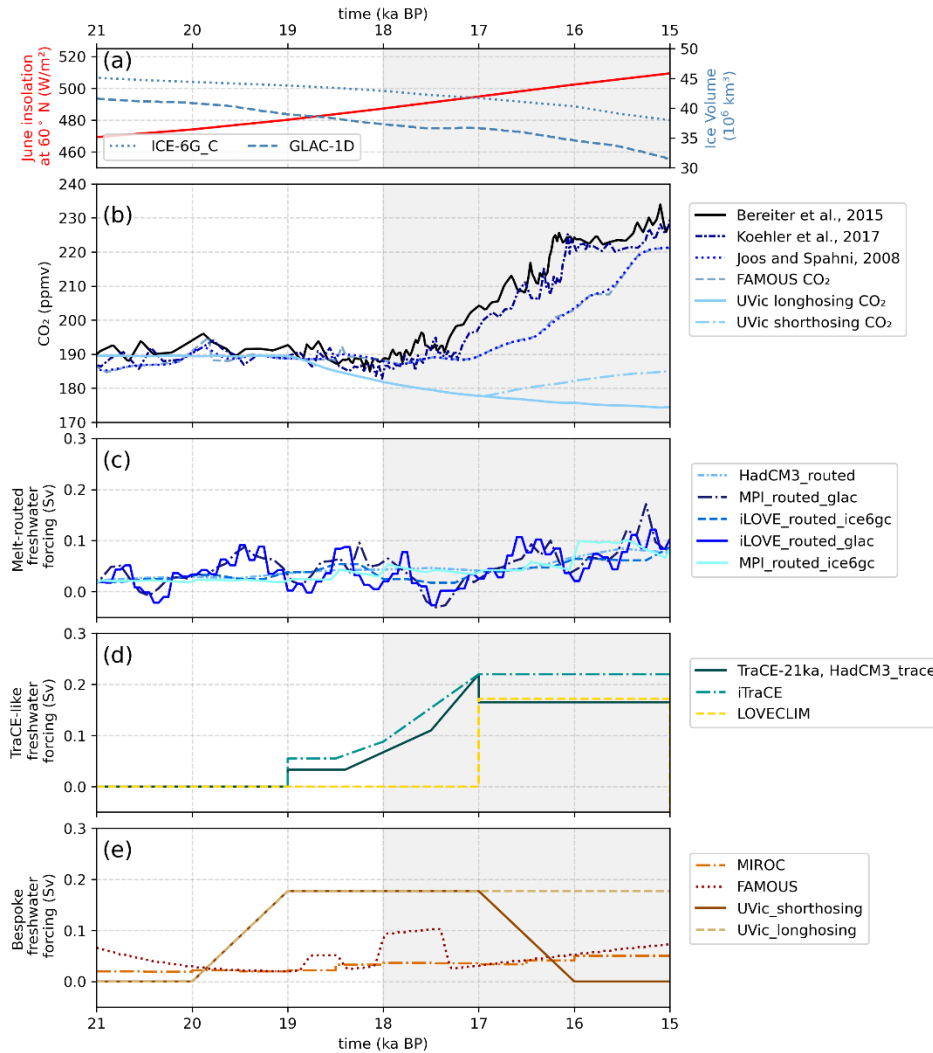 time (ka BP)
21 20 19 18 17 16 15
(a)
June insolation
at 60° N (W/m²)
520
500
480
460
50
45
40
35
30
Ice Volume
(10⁶ km³)
ICE-6G_C GLAC-1D
(b)
CO₂ (ppmv)
240
230
220
210
200
190
180
170
Bereiter et al., 2015
Koehler et al., 2017
Joos and Spahni, 2008
FAMOUS CO₂
UVic longhosing CO₂
UVic shorthosing CO₂
(c)
Melt-routed
freshwater
forcing (Sv)
0.3
0.2
0.1
0.0
HadCM3_routed
MPI_routed_glac
iLOVE_routed_ice6gc
iLOVE_routed_glac
MPI_routed_ice6gc
(d)
TraCE-like
freshwater
forcing (Sv)
0.3
0.2
0.1
0.0
TraCE-21ka, HadCM3_trace
iTraCE
LOVECLIM
(e)
Bespoke
freshwater
forcing (Sv)
0.3
0.2
0.1
0.0
MIROC
FAMOUS
UVic_shorthosing
UVic_longhosing
21 20 19 18 17 16 15
time (ka BP)